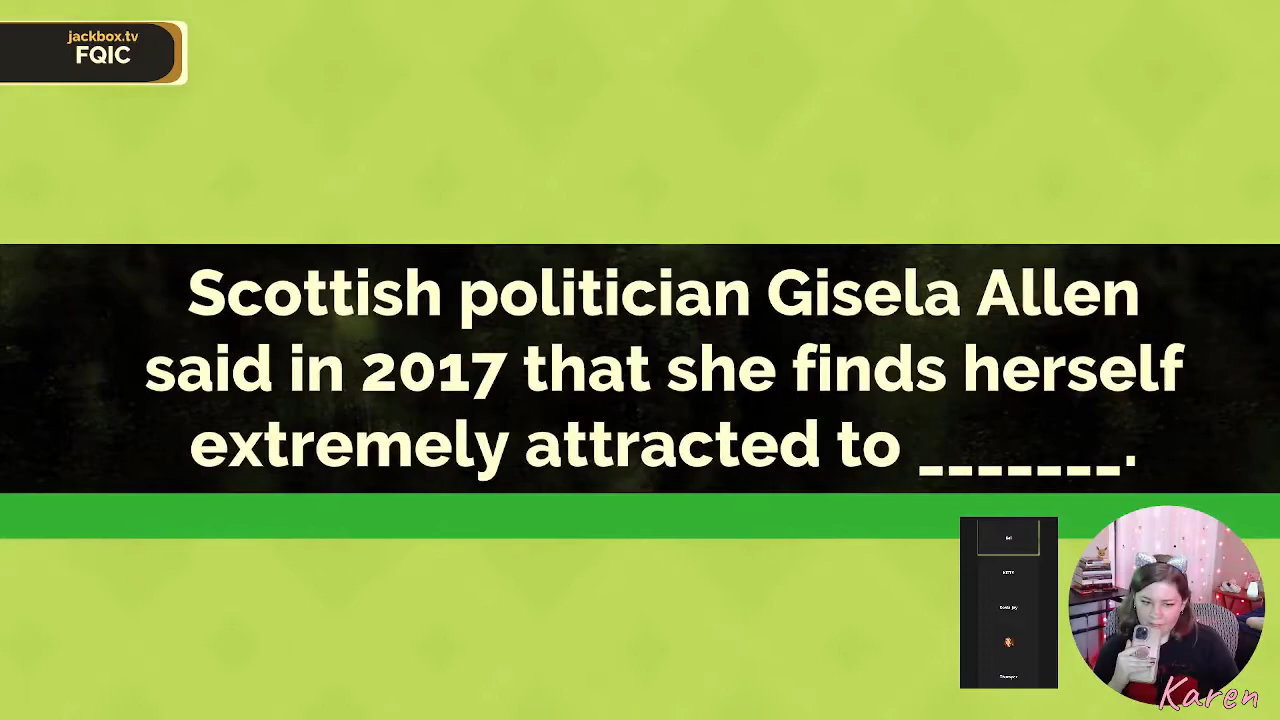 jackbox.tv
FQIC
Scottish politician Gisela Allen
said in 2017 that she finds herself
extremely attracted to _______.
Karen